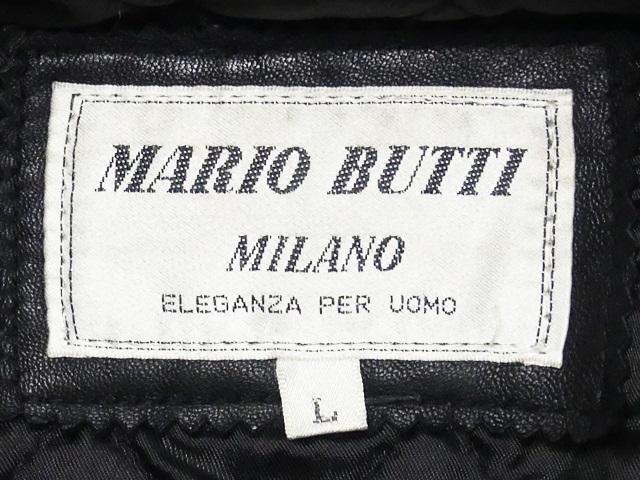 MARIO BUTTI
MILANO
ELEGANZA PER UOMO
L